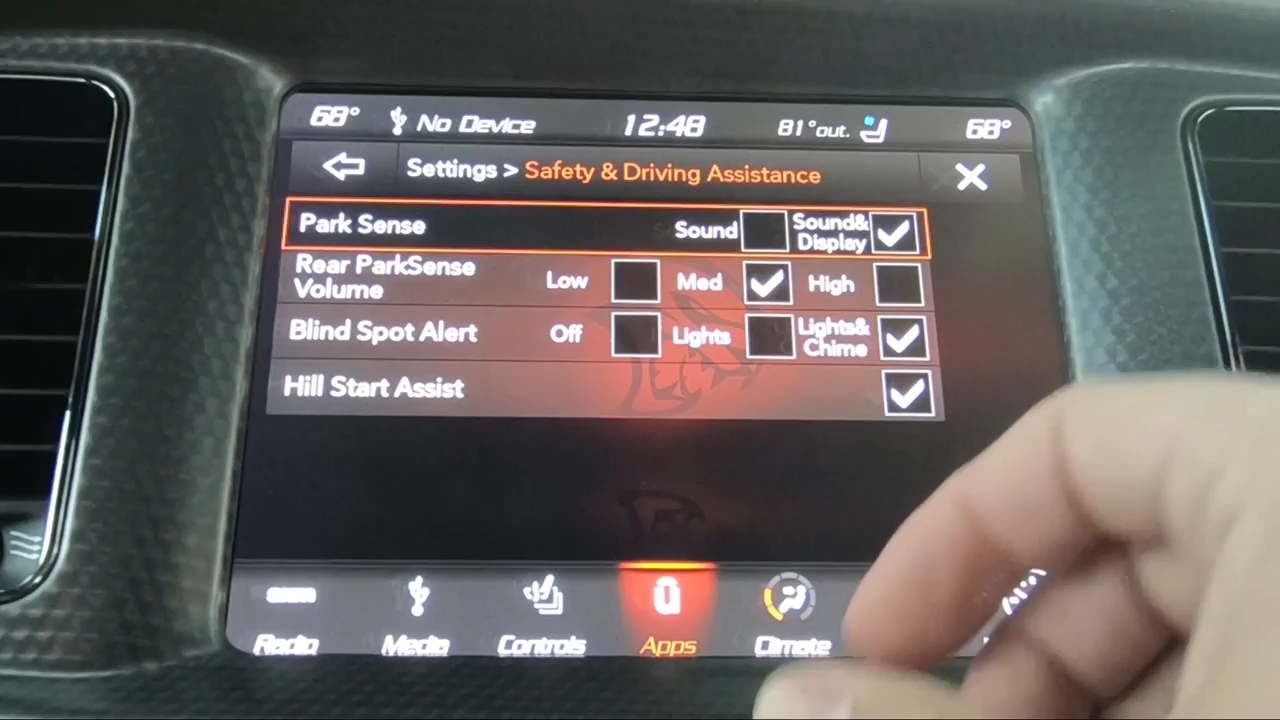 68° No Device 12:48 81°out. 68°
Settings > Safety & Driving Assistance
Park Sense Sound Sound& Display
Rear ParkSense Volume Low Med High
Blind Spot Alert Off Lights Lights& Chime
Hill Start Assist
Radio Media Controls Apps Climate